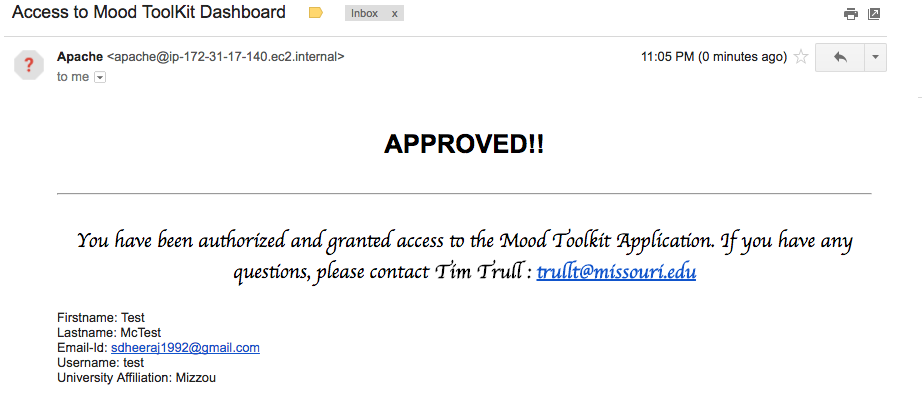 Access to Mood ToolKit Dashboard Inbox x
Apache <apache@ip-172-31-17-140.ec2.internal> 11:05 PM (0 minutes ago)
to me
APPROVED!!
You have been authorized and granted access to the Mood Toolkit Application. If you have any
questions, please contact Tim Trull : trullt@missouri.edu
Firstname: Test
Lastname: McTest
Email-Id: sdheeraj1992@gmail.com
Username: test
University Affiliation: Mizzou